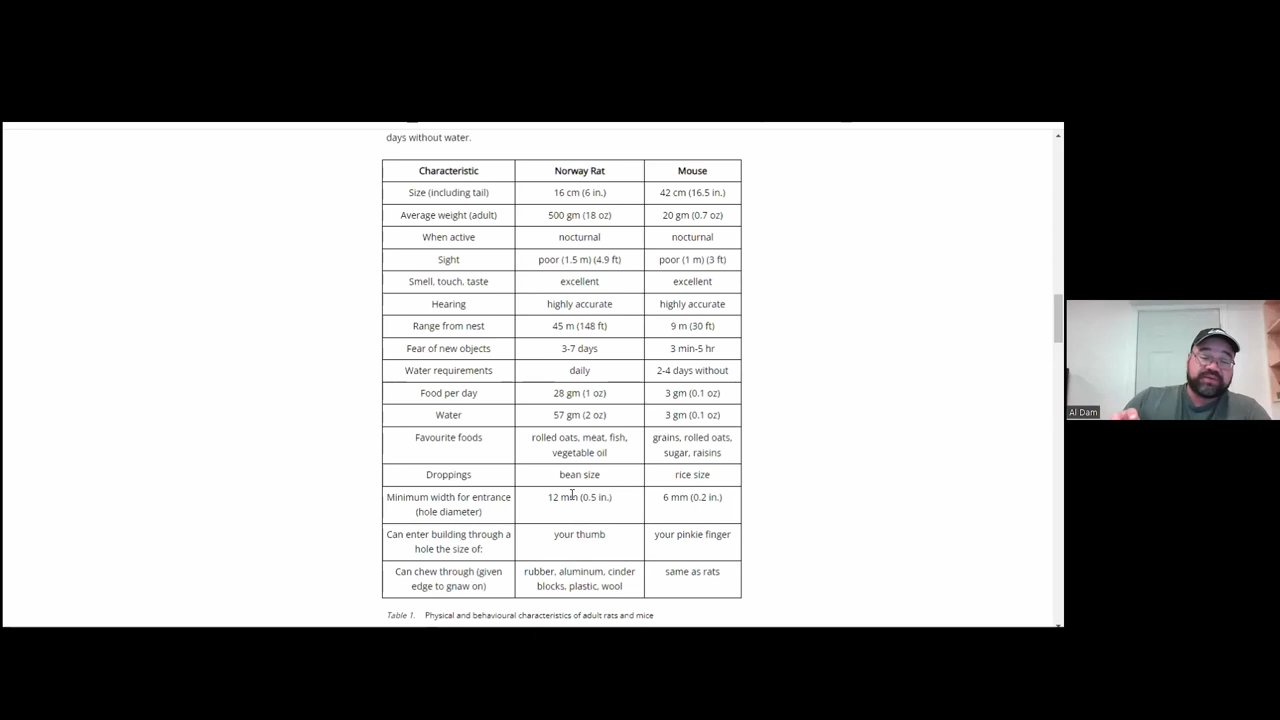 days without water.
Characteristic Norway Rat Mouse
Size (including tail) 16 cm (6 in.) 42 cm (16.5 in.)
Average weight (adult) 500 gm (18 oz) 20 gm (0.7 oz)
When active nocturnal nocturnal
Sight poor (1.5 m) (4.9 ft) poor (1 m) (3 ft)
Smell, touch, taste excellent excellent
Hearing highly accurate highly accurate
Range from nest 45 m (148 ft) 9 m (30 ft)
Fear of new objects 3-7 days 3 min-5 hr
Water requirements daily 2-4 days without
Food per day 28 gm (1 oz) 3 gm (0.1 oz)
Water 57 gm (2 oz) 3 gm (0.1 oz)
Favourite foods rolled oats, meat, fish, grains, rolled oats,
vegetable oil sugar, raisins
Droppings bean size rice size
Minimum width for entrance 12 mm (0.5 in.) 6 mm (0.2 in.)
(hole diameter)
Can enter building through a your thumb your pinkie finger
hole the size of:
Can chew through (given rubber, aluminum, cinder same as rats
edge to gnaw on) blocks, plastic, wool
Table 1. Physical and behavioural characteristics of adult rats and mice
Al Dam